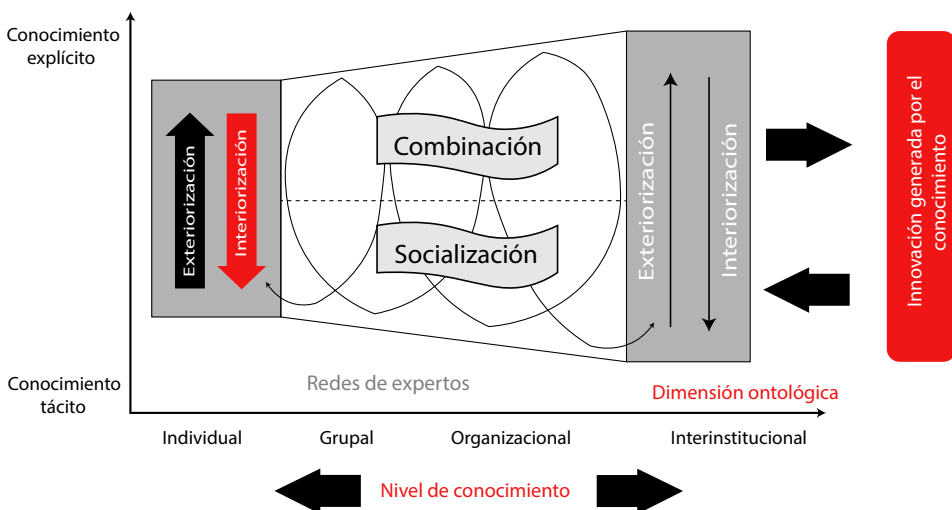 Conocimiento
explícito
Exteriorización
Interiorización
Combinación
Socialización
Exteriorización
Interiorización
Innovación generada por el
conocimiento
Conocimiento
tácito
Redes de expertos
Dimensión ontológica
Individual
Grupal
Organizacional
Interinstitucional
Nivel de conocimiento